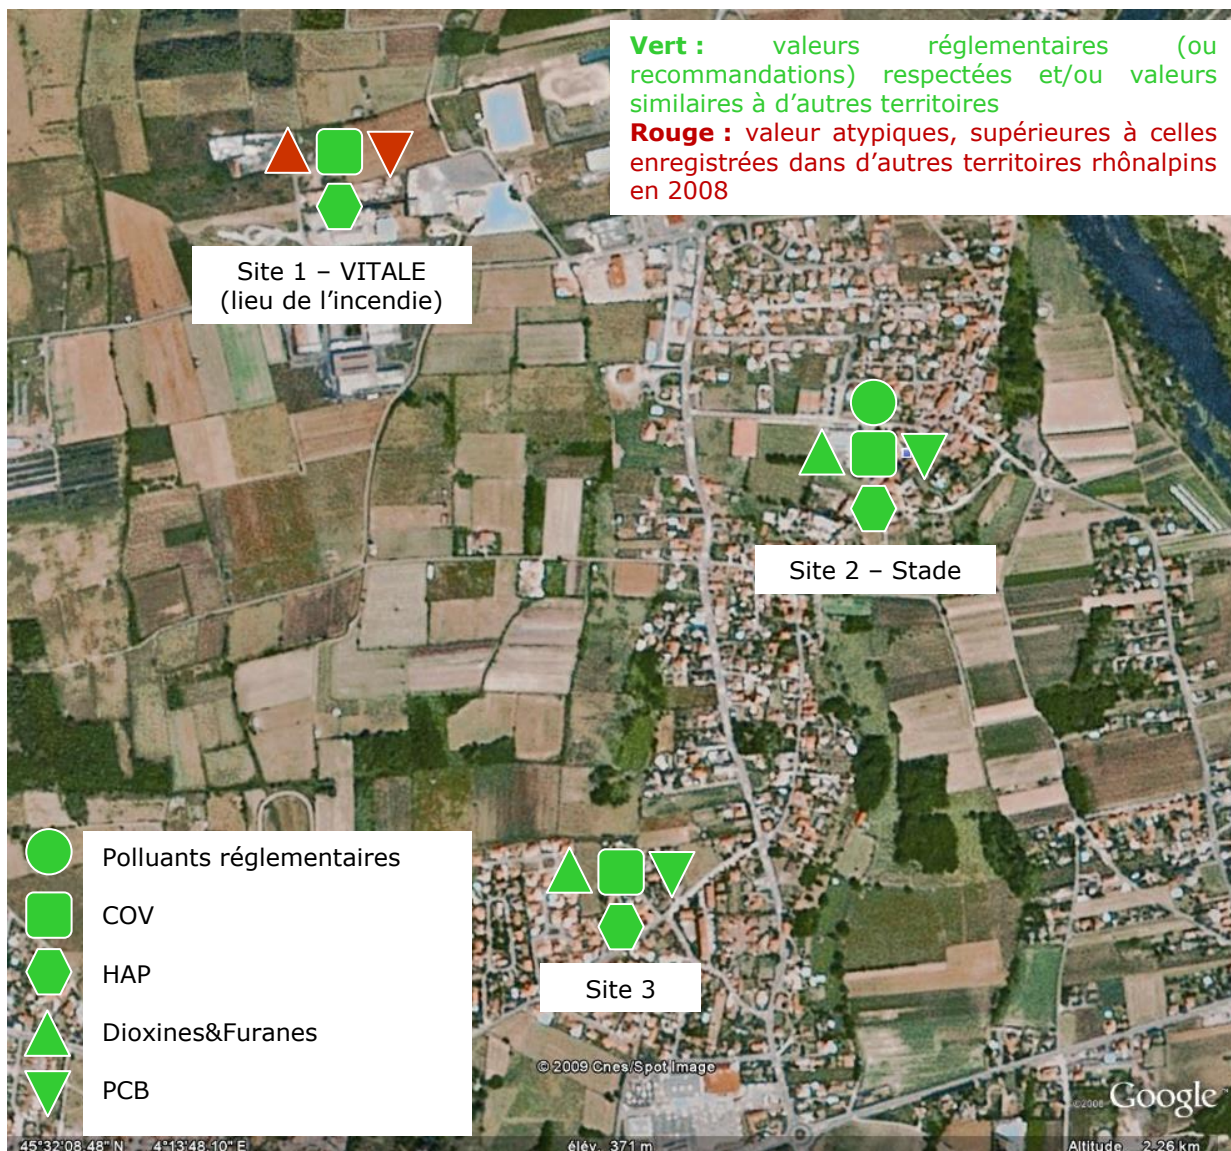 Vert : valeurs réglementaires (ou
recommandations) respectées et/ou valeurs
similaires à d'autres territoires
Rouge : valeur atypiques, supérieures à celles
enregistrées dans d'autres territoires rhônalpins
en 2008
Site 1 – VITALE
(lieu de l'incendie)
Site 2 – Stade
Polluants réglementaires
COV
HAP
Dioxines&Furanes
PCB
Site 3
© 2009 Cnes/Spot Image
©2008 Google
45°32'08.48" N 4°13'48.10" E élév. 371 m Altitude 2.26 km